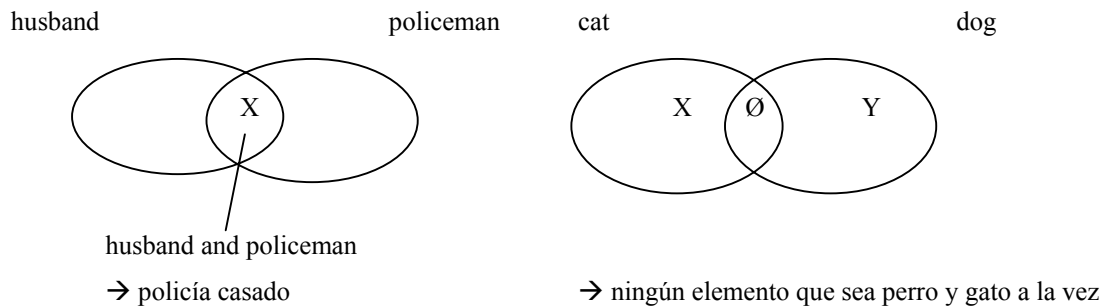 husband policeman cat dog
X X Ø Y
husband and policeman
→ policía casado → ningún elemento que sea perro y gato a la vez